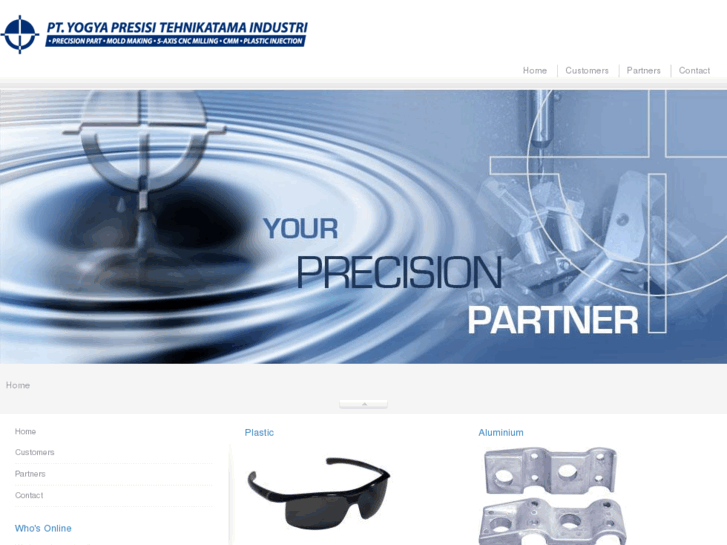 PT. YOGYA PRESISI TEHNIKATAMA INDUSTRI
• PRECISION PART • MOLD MAKING • 5-AXIS CNC MILLING • CMM • PLASTIC INJECTION
Home Customers Partners Contact
YOUR
PRECISION
PARTNER
Home
Home
Customers
Partners
Contact
Who's Online
Plastic
Aluminium